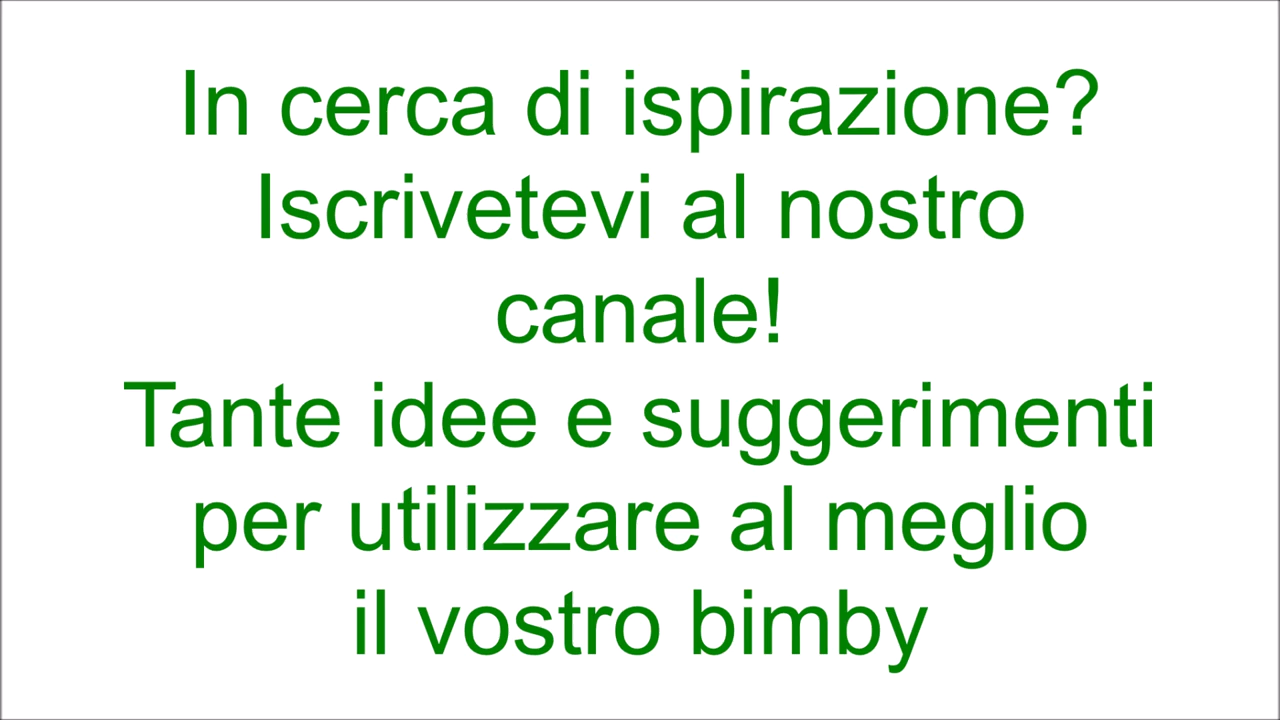 In cerca di ispirazione?
Iscrivetevi al nostro
canale!
Tante idee e suggerimenti
per utilizzare al meglio
il vostro bimby